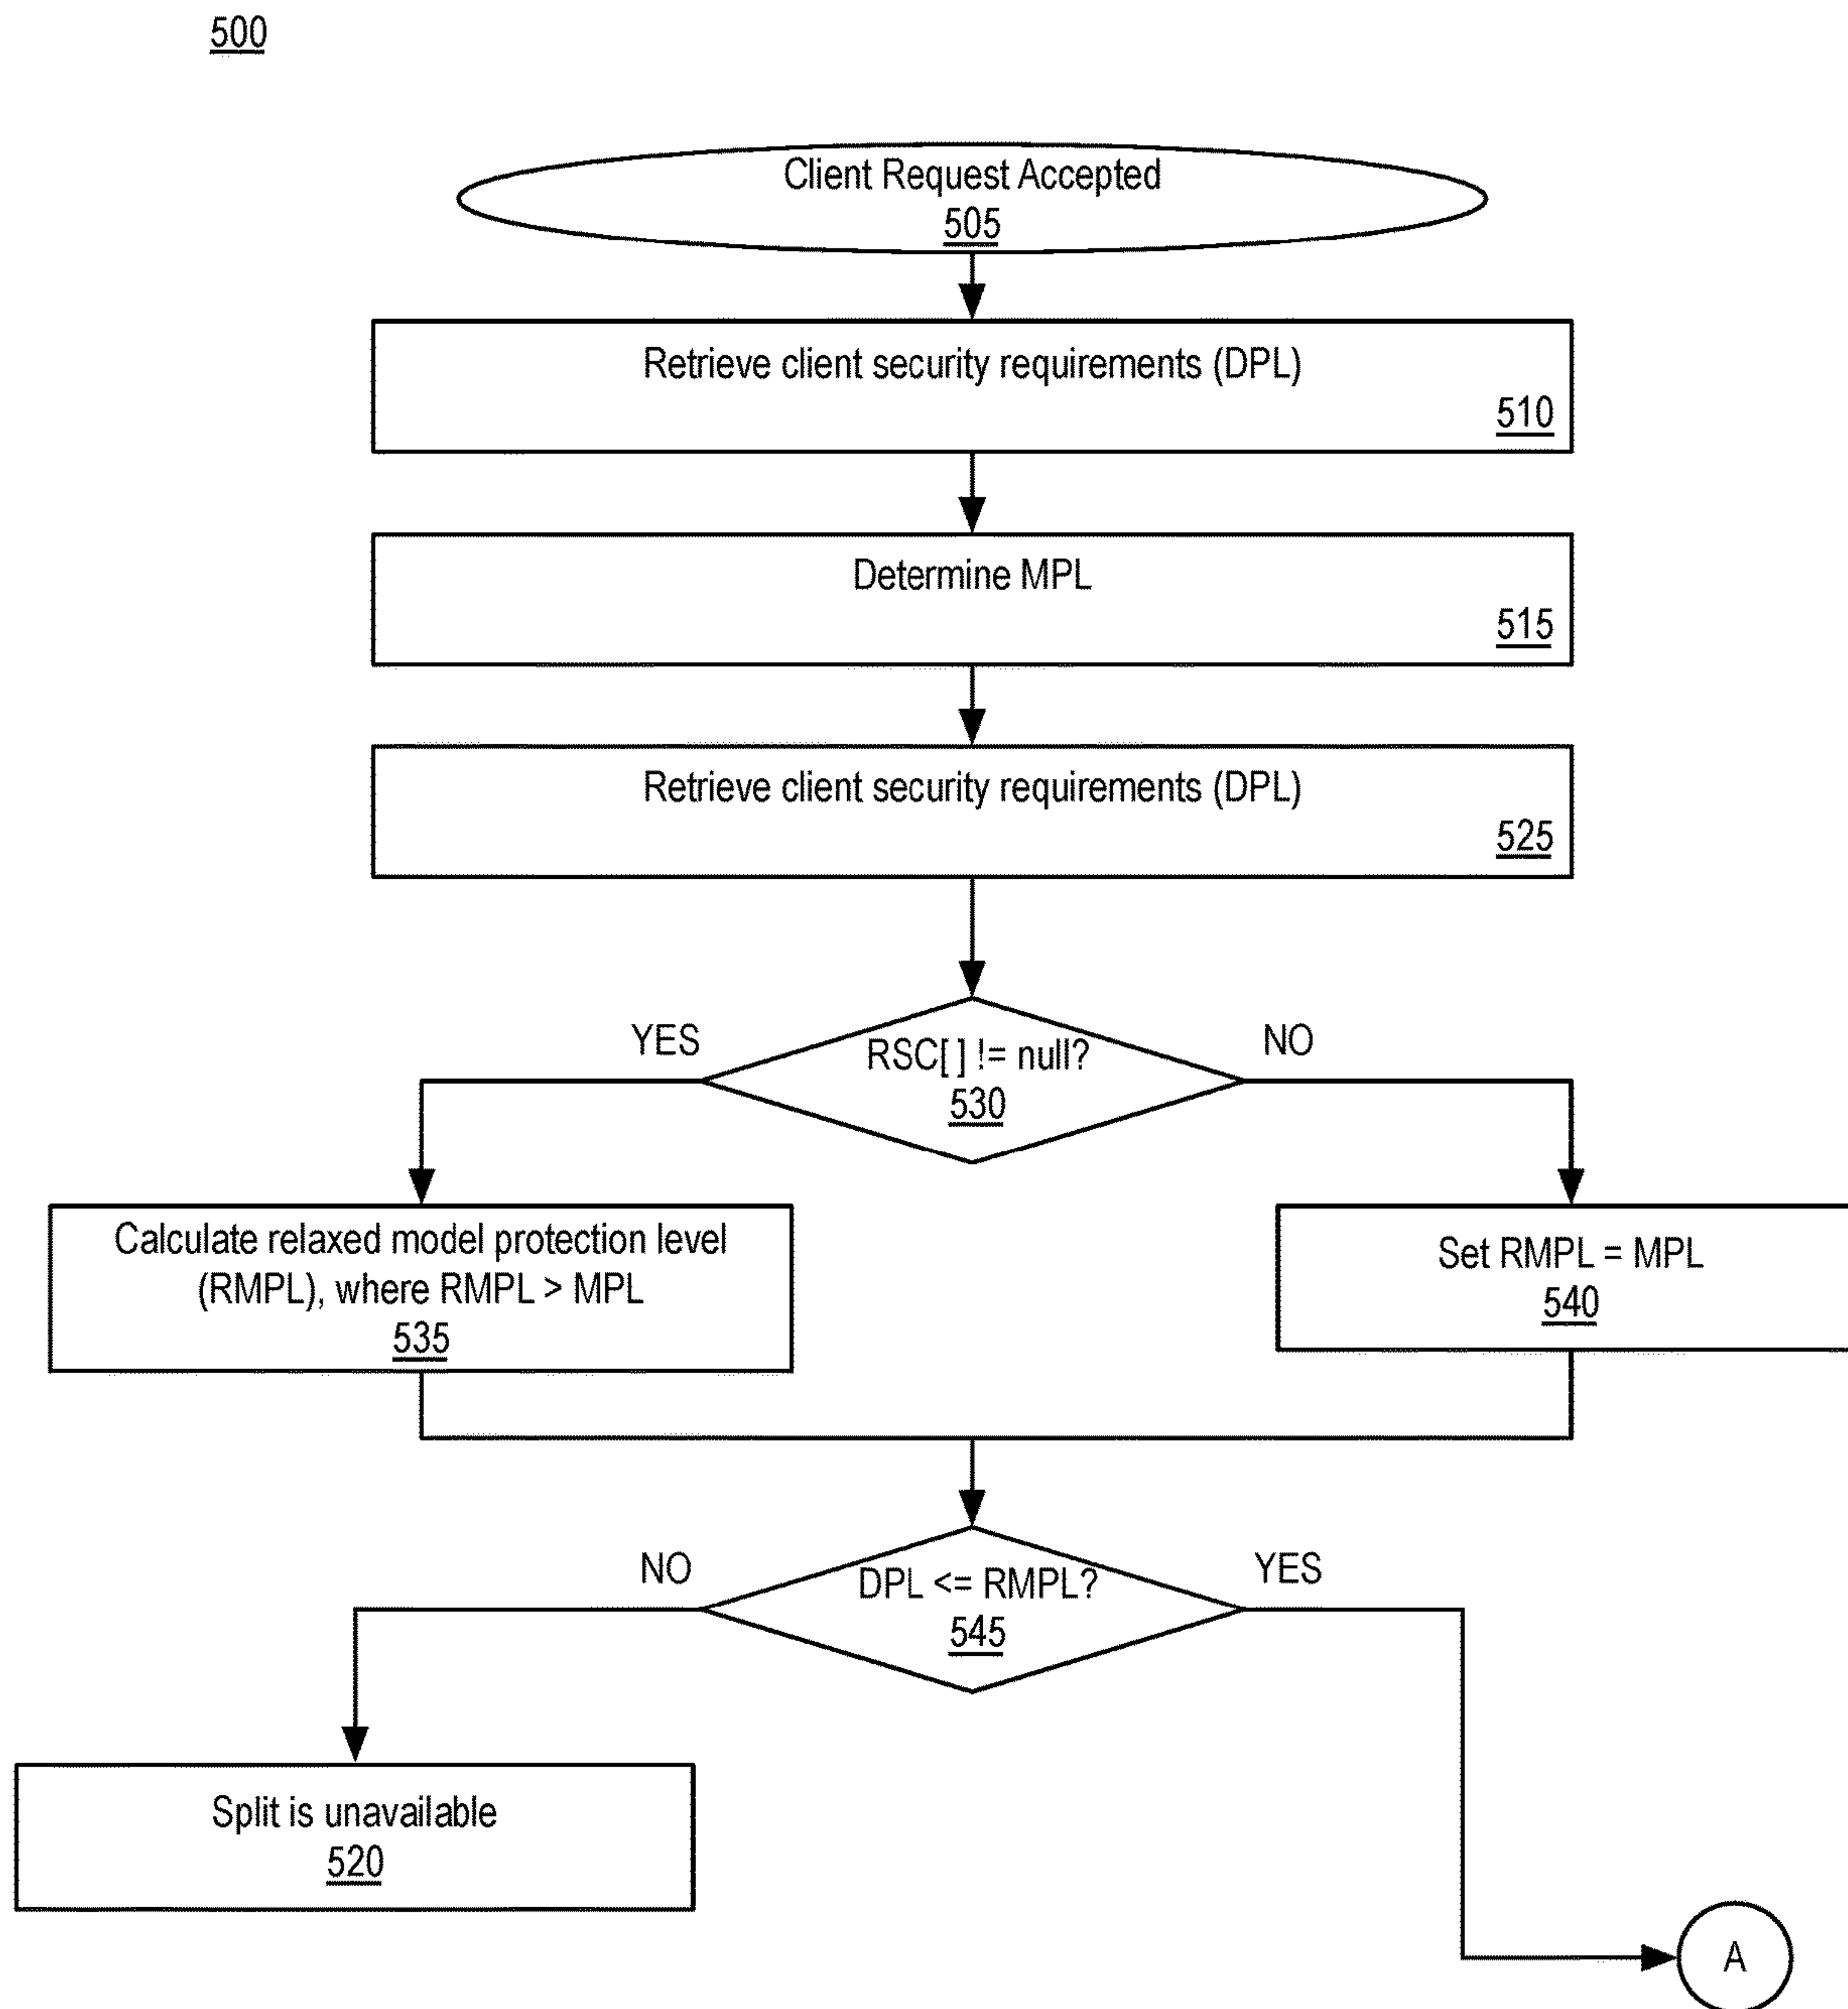 500
Client Request Accepted
505
Retrieve client security requirements (DPL)
510
Determine MPL
515
Retrieve client security requirements (DPL)
525
YES
RSC[ ] != null?
NO
530
Calculate relaxed model protection level
(RMPL), where RMPL > MPL
535
Set RMPL = MPL
540
NO
DPL <= RMPL?
YES
545
Split is unavailable
520
A